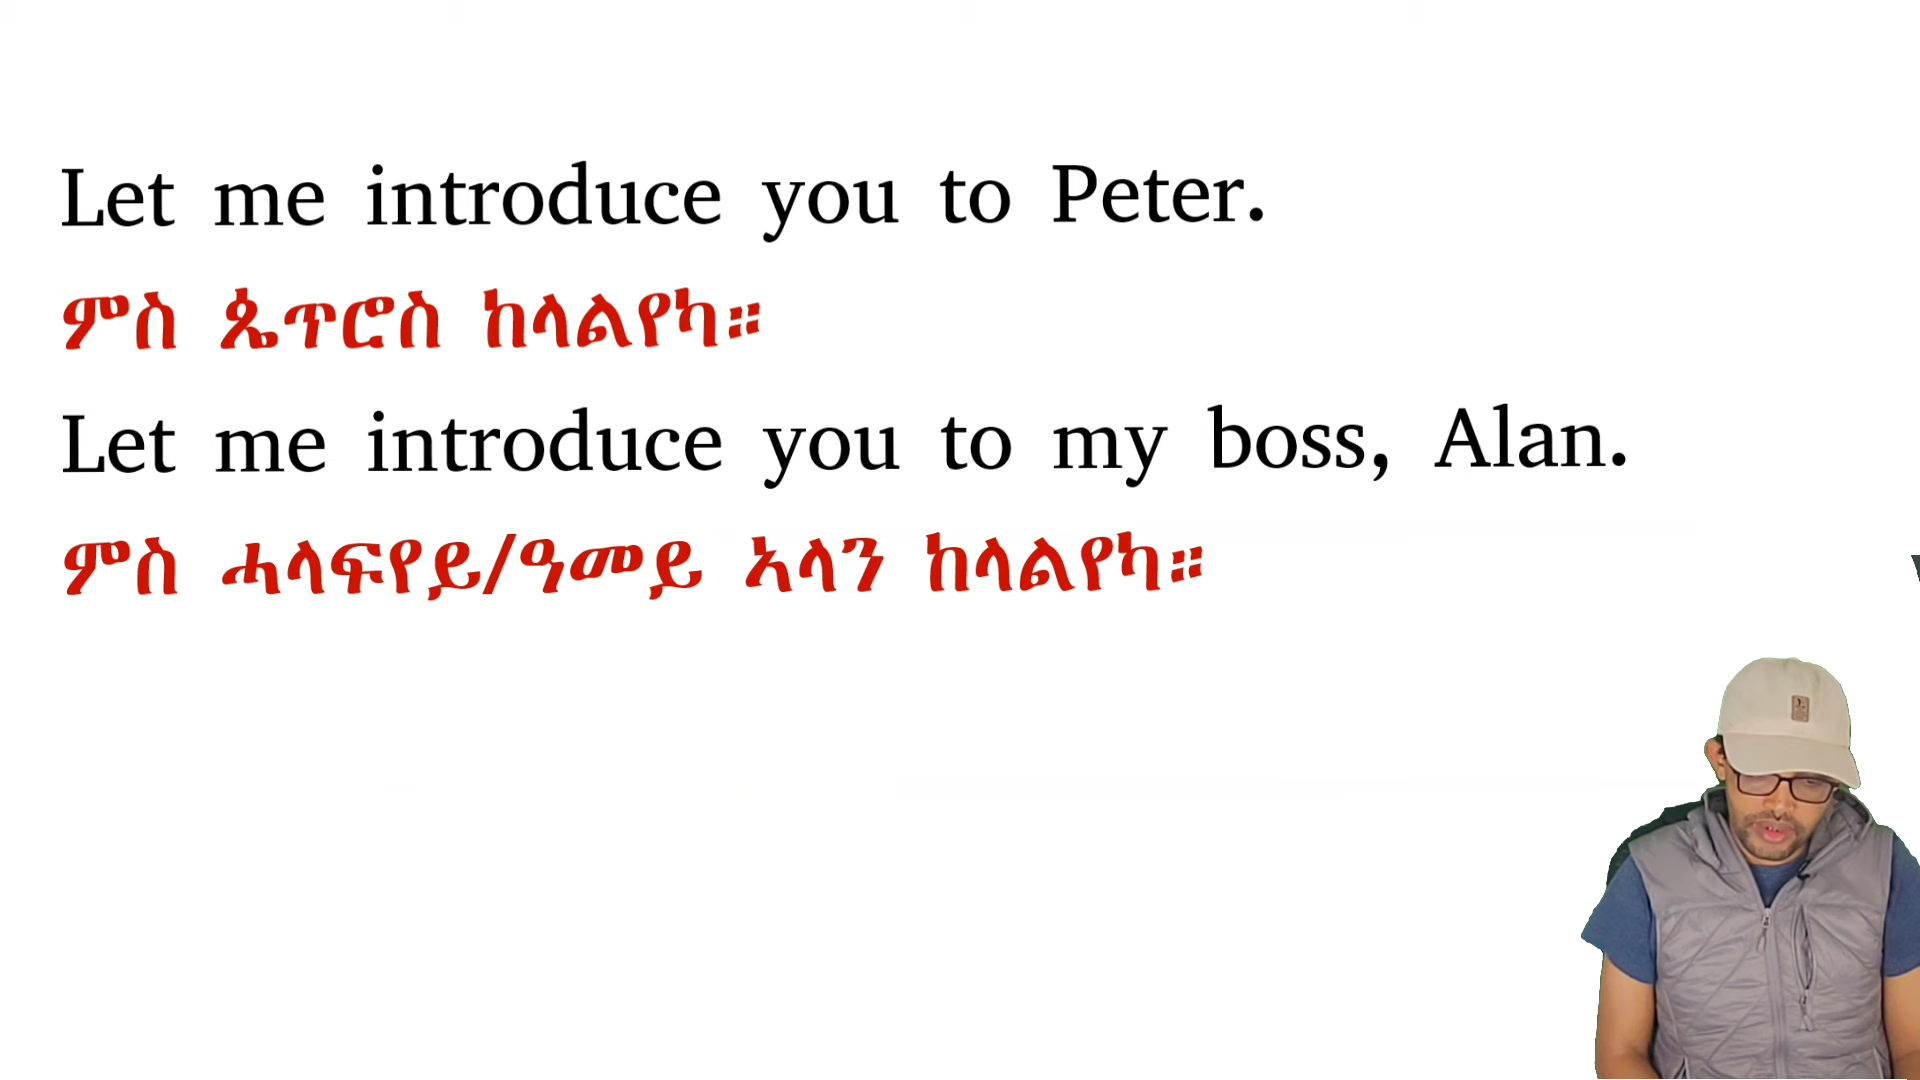 Let me introduce you to Peter.
ምስ ጴጥሮስ ከላልየካ።
Let me introduce you to my boss, Alan.
ምስ ሓላፍየይ/ዓመይ ኣላን ከላልየካ።